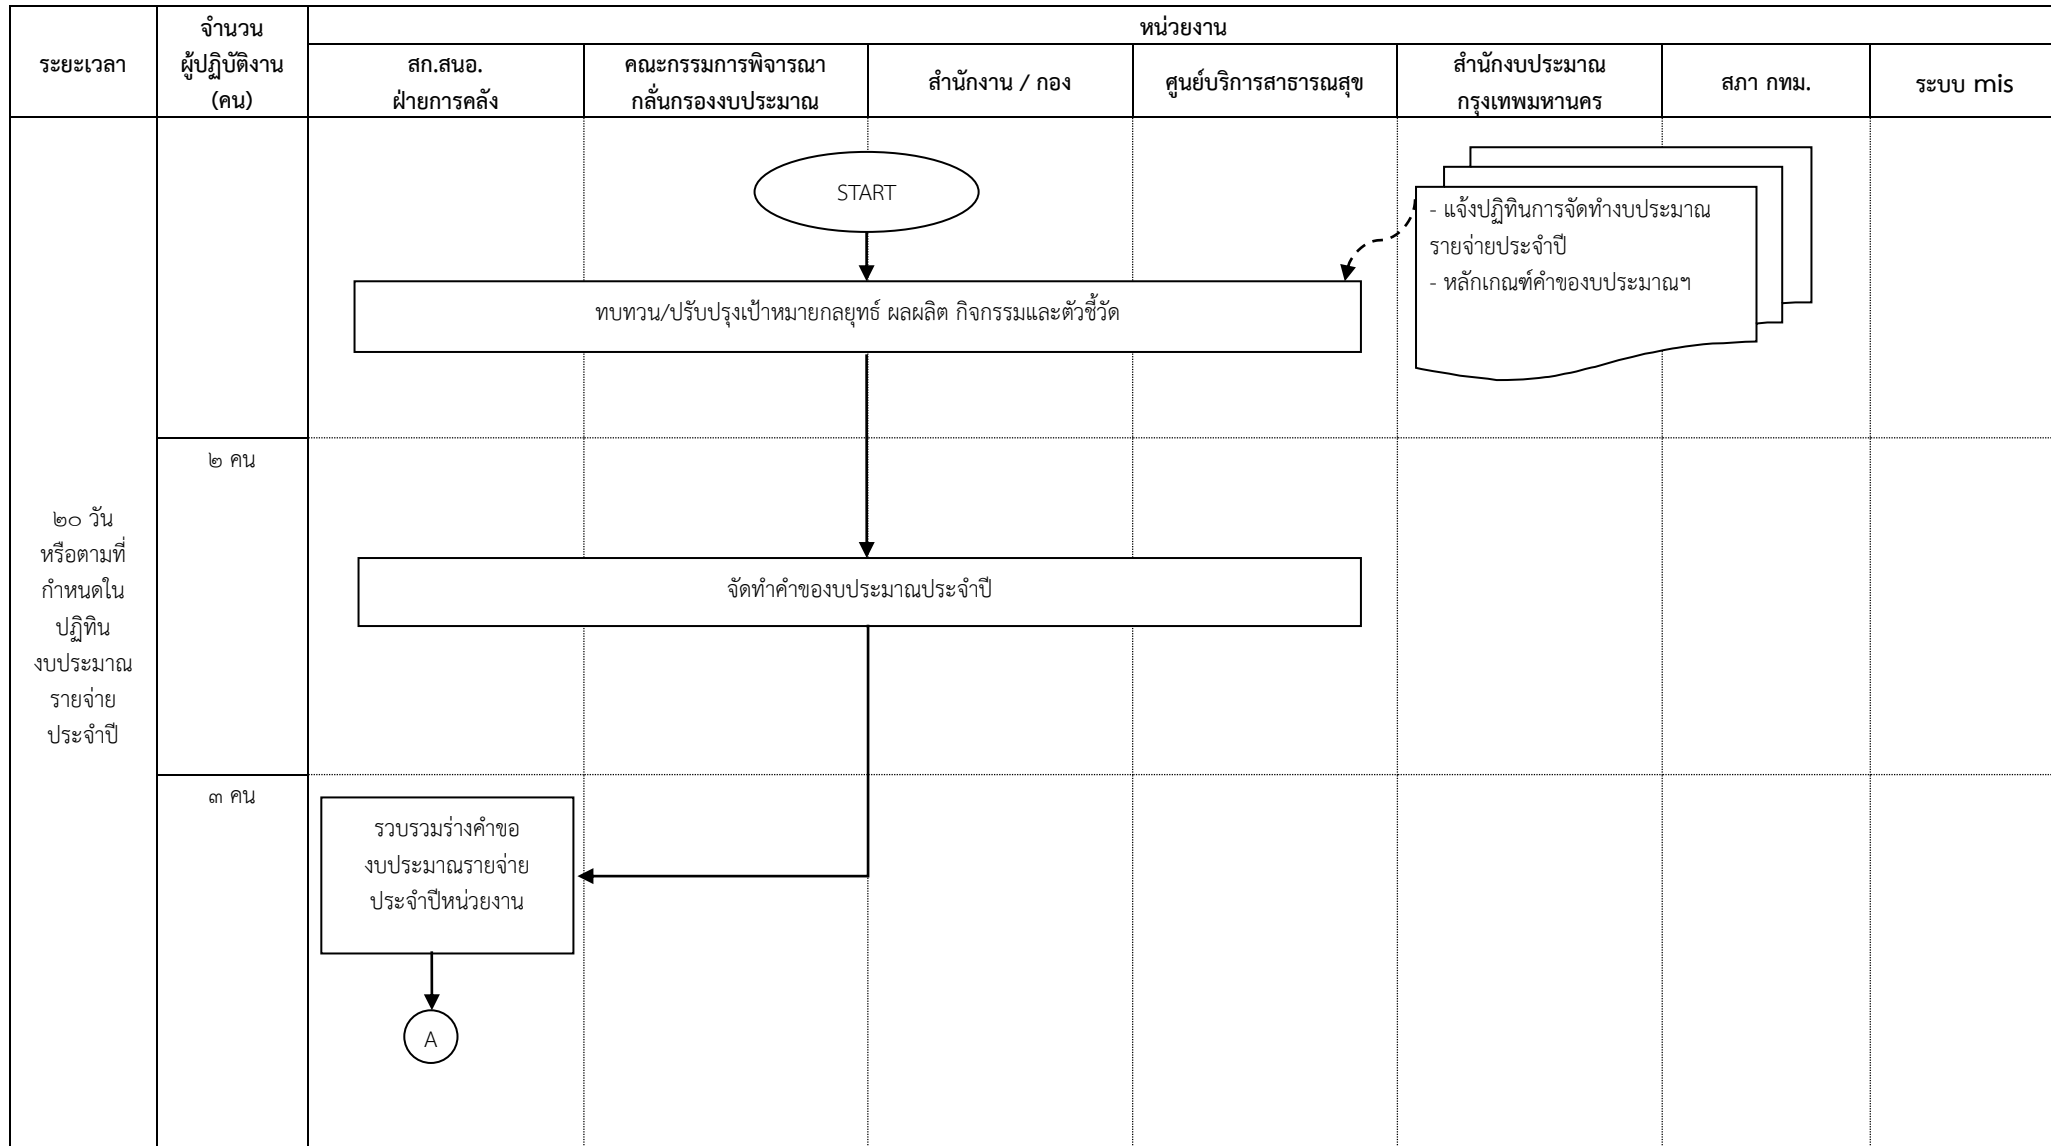 ระยะเวลา
จำนวน
ผู้ปฏิบัติงาน
(คน)
หน่วยงาน
สก.สนอ.
ฝ่ายการคลัง
คณะกรรมการพิจารณา
กลั่นกรองงบประมาณ
สำนักงาน / กอง
ศูนย์บริการสาธารณสุข
สำนักงบประมาณ
กรุงเทพมหานคร
สภา กทม.
ระบบ mis
START
- แจ้งปฏิทินการจัดทำงบประมาณ
รายจ่ายประจำปี
- หลักเกณฑ์คำของบประมาณฯ
ทบทวน/ปรับปรุงเป้าหมายกลยุทธ์ ผลผลิต กิจกรรมและตัวชี้วัด
๒ คน
๒๐ วัน
หรือตามที่
กำหนดใน
ปฏิทิน
งบประมาณ
รายจ่าย
ประจำปี
จัดทำคำของบประมาณประจำปี
๓ คน
รวบรวมร่างคำขอ
งบประมาณรายจ่าย
ประจำปีหน่วยงาน
A